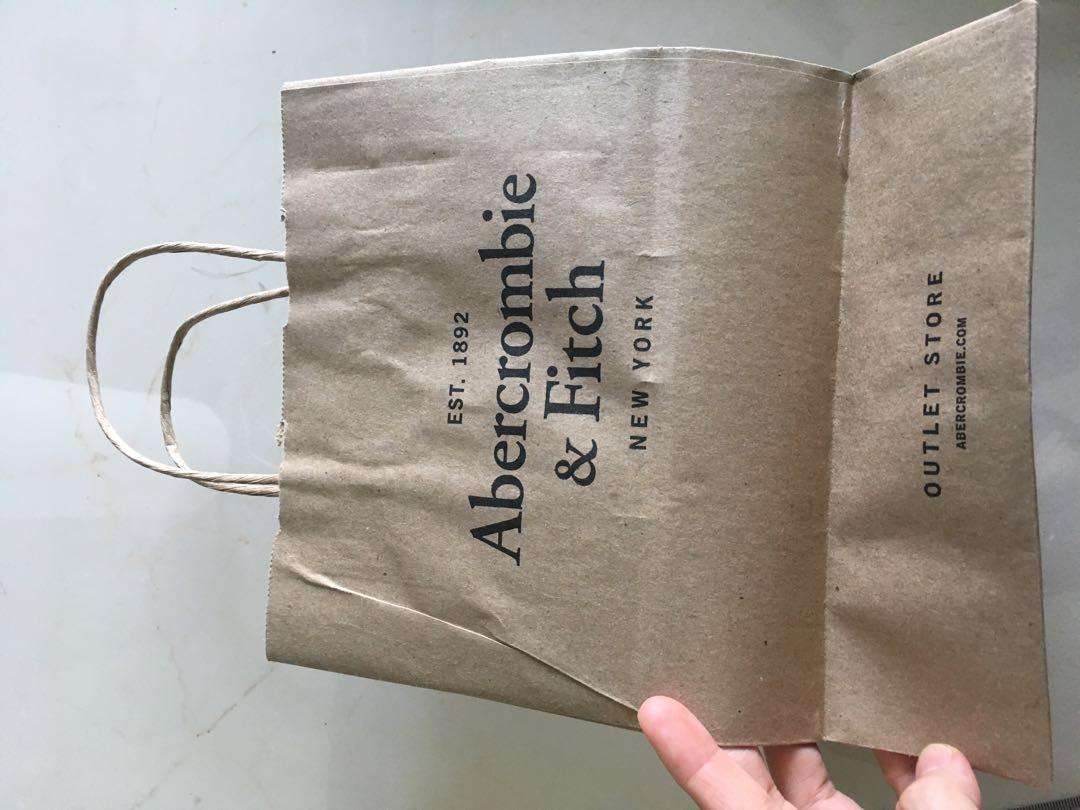 EST. 1892
Abercrombie
& Fitch
NEW YORK
OUTLET STORE
ABERCROMBIE.COM